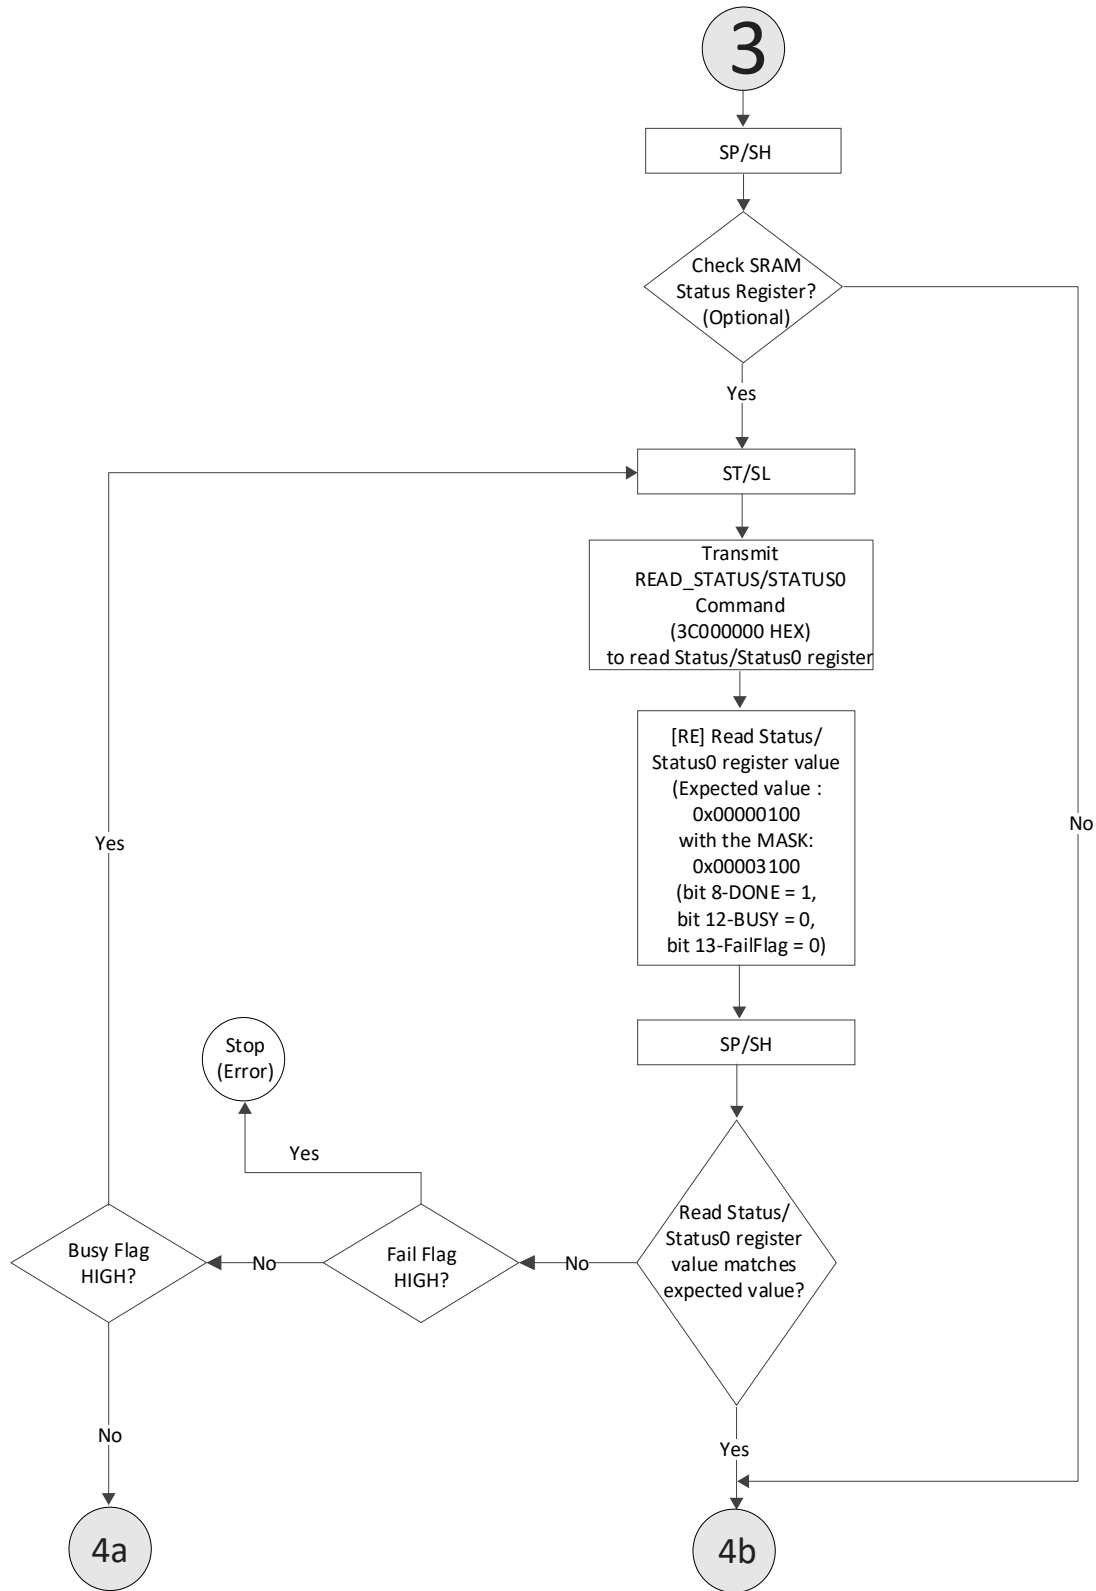 3
SP/SH
Check SRAM
Status Register?
(Optional)
Yes
No
ST/SL
Transmit
READ_STATUS/STATUS0
Command
(3C000000 HEX)
to read Status/Status0 register
[RE] Read Status/
Status0 register value
(Expected value :
0x00000100
with the MASK:
0x00003100
(bit 8-DONE = 1,
bit 12-BUSY = 0,
bit 13-FailFlag = 0)
SP/SH
Read Status/
Status0 register
value matches
expected value?
No
Fail Flag
HIGH?
Yes
Stop
(Error)
No
Busy Flag
HIGH?
Yes
No
4a
Yes
4b